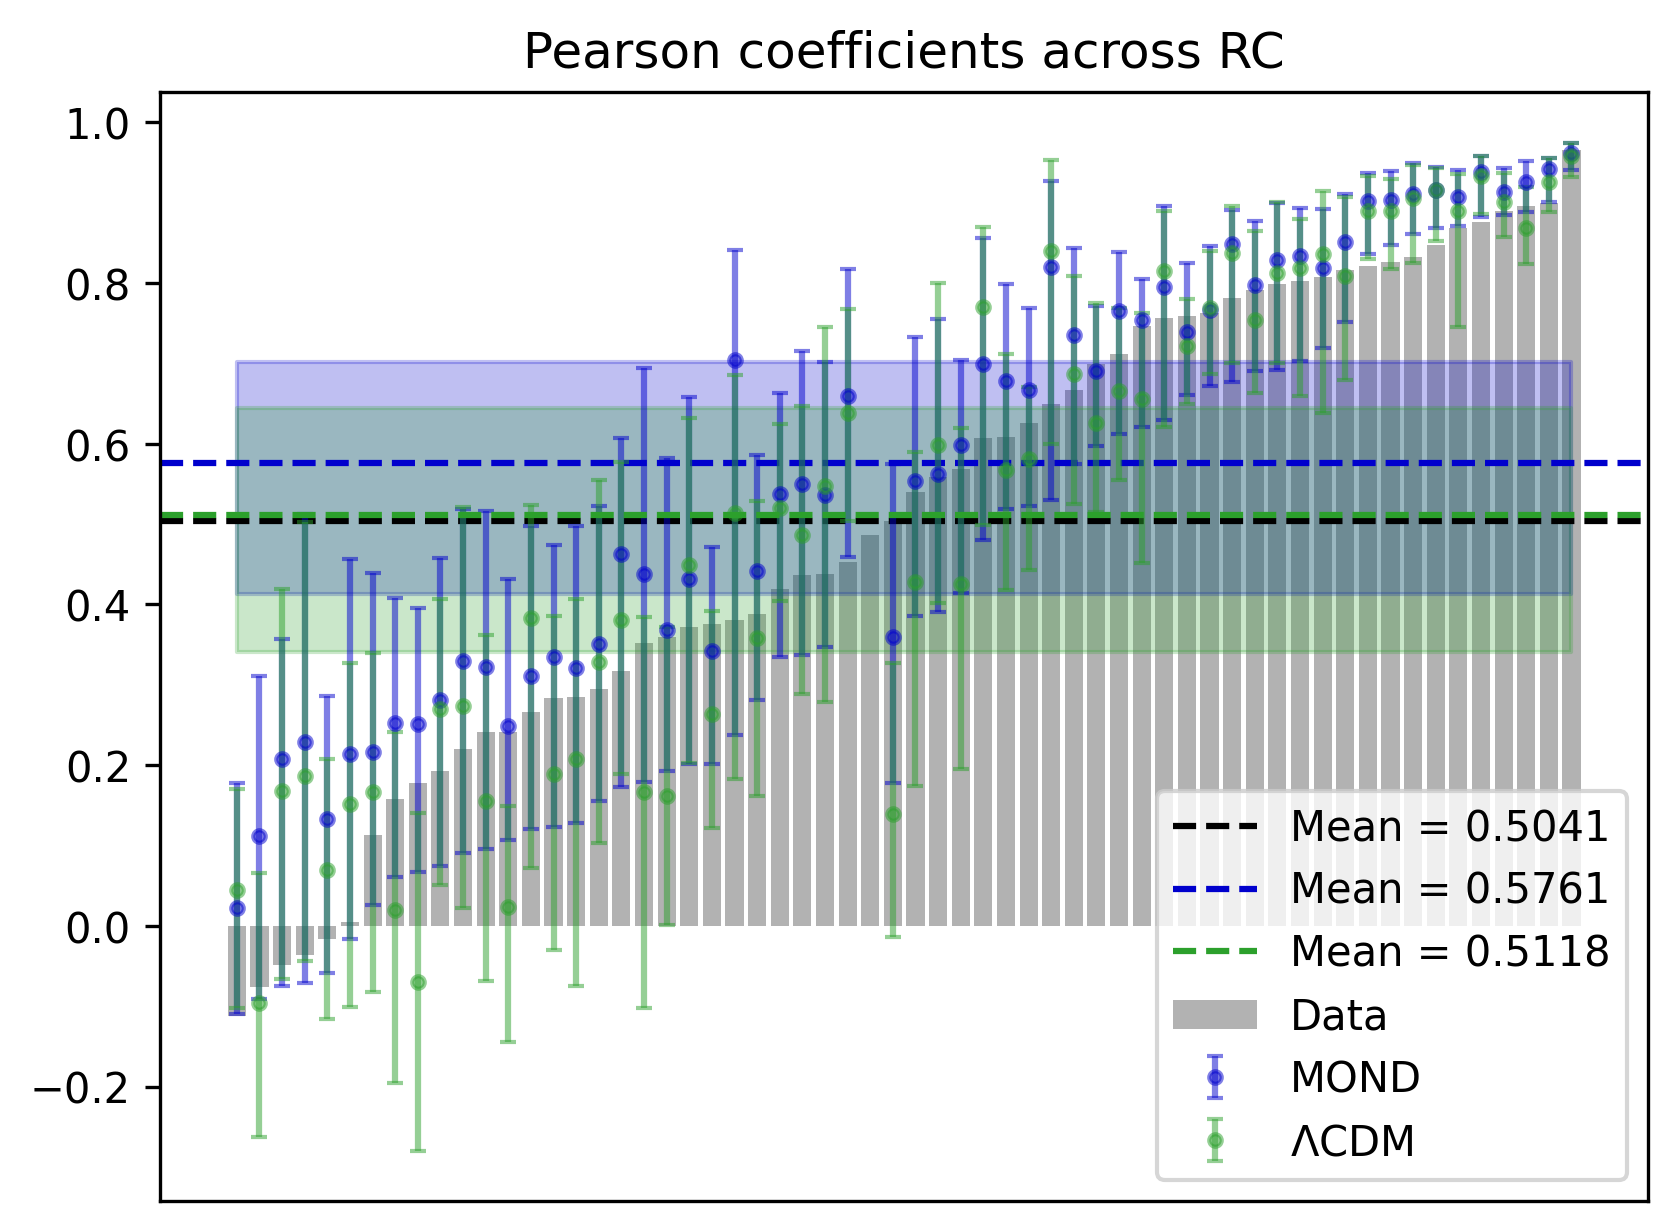 Pearson coefficients across RC
1.0
0.8
0.6
0.4
0.2
0.0
−0.2
Mean = 0.5041
Mean = 0.5761
Mean = 0.5118
Data
MOND
ΛCDM